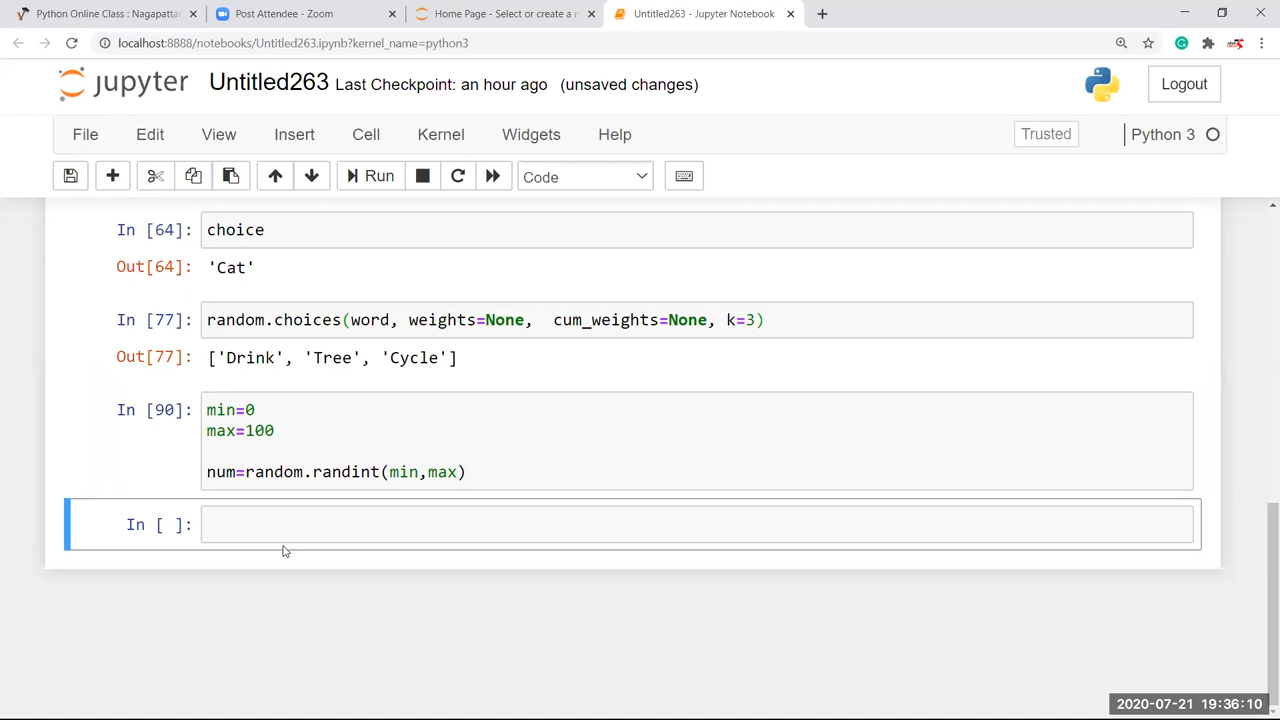 Python Online Class : Nagapatta
Post Attendee - Zoom
Home Page - Select or create a n
Untitled263 - Jupyter Notebook
localhost:8888/notebooks/Untitled263.ipynb?kernel_name=python3
jupyter Untitled263 Last Checkpoint: an hour ago (unsaved changes) Logout
File Edit View Insert Cell Kernel Widgets Help Trusted Python 3
Run Code
In [64]: choice
Out[64]: 'Cat'
In [77]: random.choices(word, weights=None,  cum_weights=None, k=3)
Out[77]: ['Drink', 'Tree', 'Cycle']
In [90]: min=0
max=100
num=random.randint(min,max)
In [ ]:
2020-07-21 19:36:10